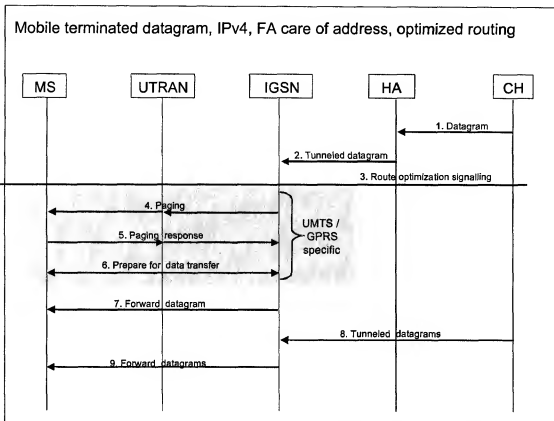 Mobile terminated datagram, IPv4, FA care of address, optimized routing
MS UTRAN IGSN HA CH
1. Datagram
2. Tunneled datagram
3. Route optimization signalling
4. Paging
5. Paging response
6. Prepare for data transfer
UMTS /
GPRS
specific
7. Forward datagram
8. Tunneled datagrams
9. Forward datagrams